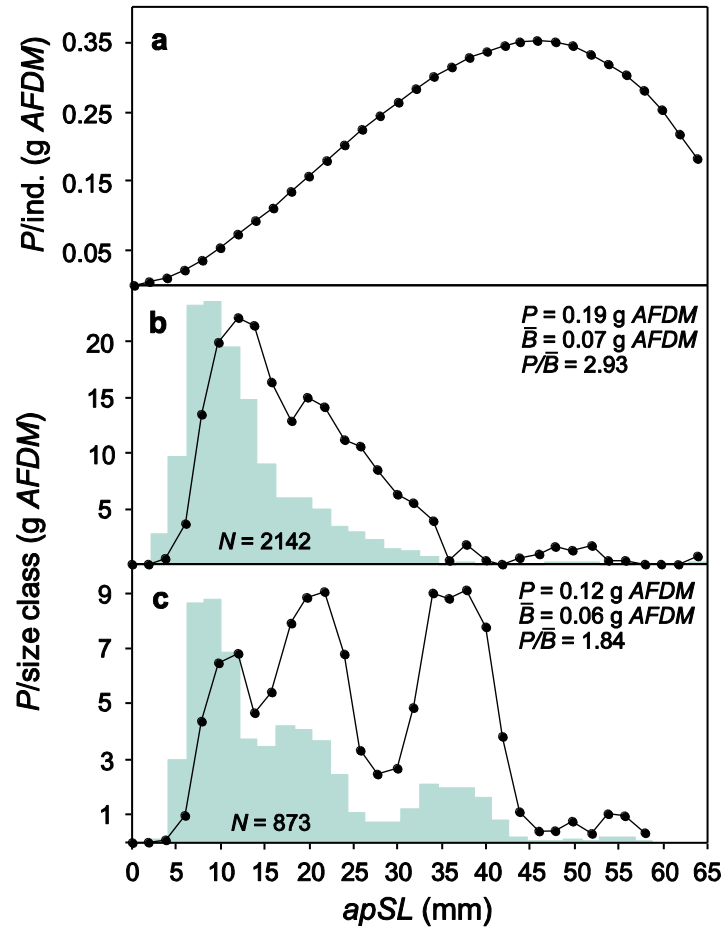 a
0.35
0.25
0.15
0.05
P/ind. (g AFDM)
b
P = 0.19 g AFDM
B̅ = 0.07 g AFDM
P/B̅ = 2.93
20
15
10
5
N = 2142
P/size class (g AFDM)
c
P = 0.12 g AFDM
B̅ = 0.06 g AFDM
P/B̅ = 1.84
9
7
5
3
1
N = 873
0 5 10 15 20 25 30 35 40 45 50 55 60 65
apSL (mm)